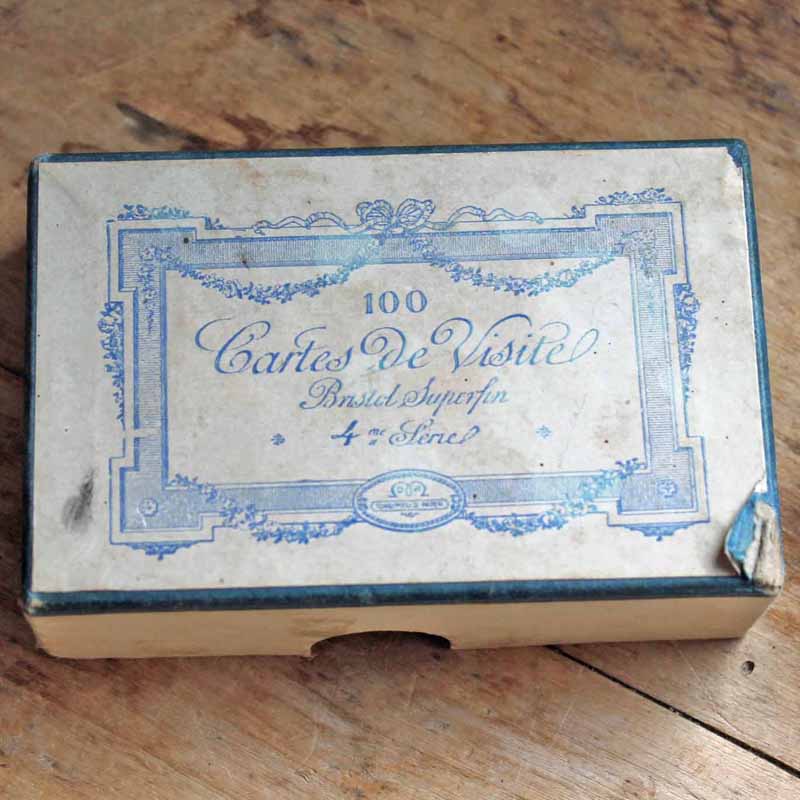 100
Cartes De Visite
Bristol Superfin
4me Série